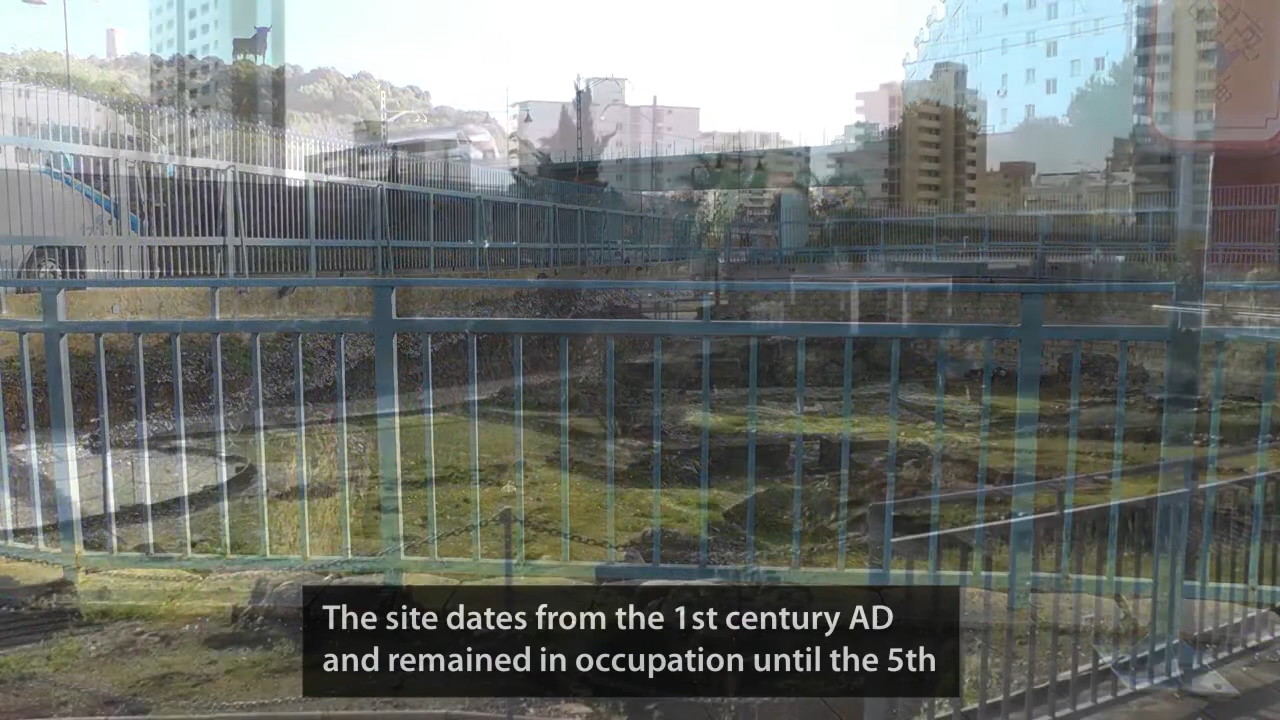 The site dates from the 1st century AD
and remained in occupation until the 5th